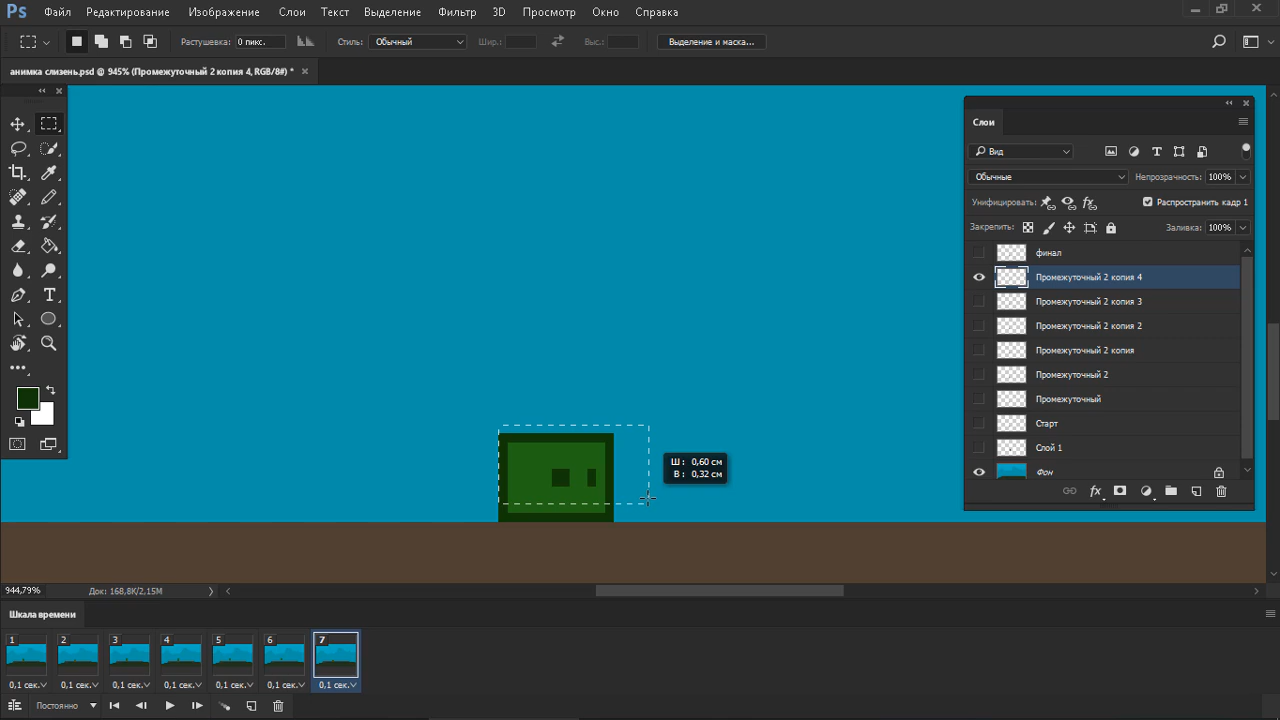 Ps Файл Редактирование Изображение Слои Текст Выделение Фильтр 3D Просмотр Окно Справка
Растушевка: 0 пикс. Стиль: Обычный Шир.: Выс.: Выделение и маска...
анимка слизень.psd @ 945% (Промежуточный 2 копия 4, RGB/8#) *
Слои
Вид
Обычные Непрозрачность: 100%
Унифицировать: Распространить кадр 1
Закрепить: Заливка: 100%
финал
Промежуточный 2 копия 4
Промежуточный 2 копия 3
Промежуточный 2 копия 2
Промежуточный 2 копия
Промежуточный 2
Промежуточный
Старт
Слой 1
Фон
fx
Ш: 0,60 см
В: 0,32 см
944,79% Док: 168,8K/2,15M
Шкала времени
1 2 3 4 5 6 7
0,1 сек. 0,1 сек. 0,1 сек. 0,1 сек. 0,1 сек. 0,1 сек. 0,1 сек.
Постоянно